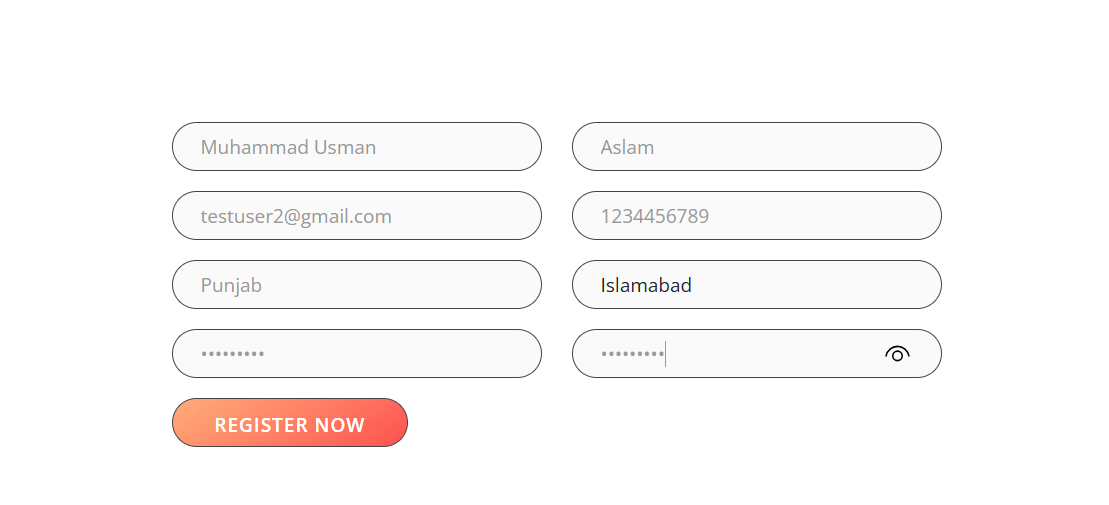 Muhammad Usman
Aslam
testuser2@gmail.com
1234456789
Punjab
Islamabad
•••••••••
•••••••••
REGISTER NOW